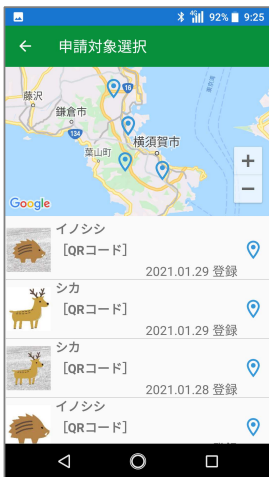 92% 9:25
申請対象選択
藤沢
16
鎌倉市
134
横須賀市
葉山町
+
−
Google
イノシシ
［QRコード］
2021.01.29 登録
シカ
［QRコード］
2021.01.29 登録
シカ
［QRコード］
2021.01.28 登録
イノシシ
［QRコード］